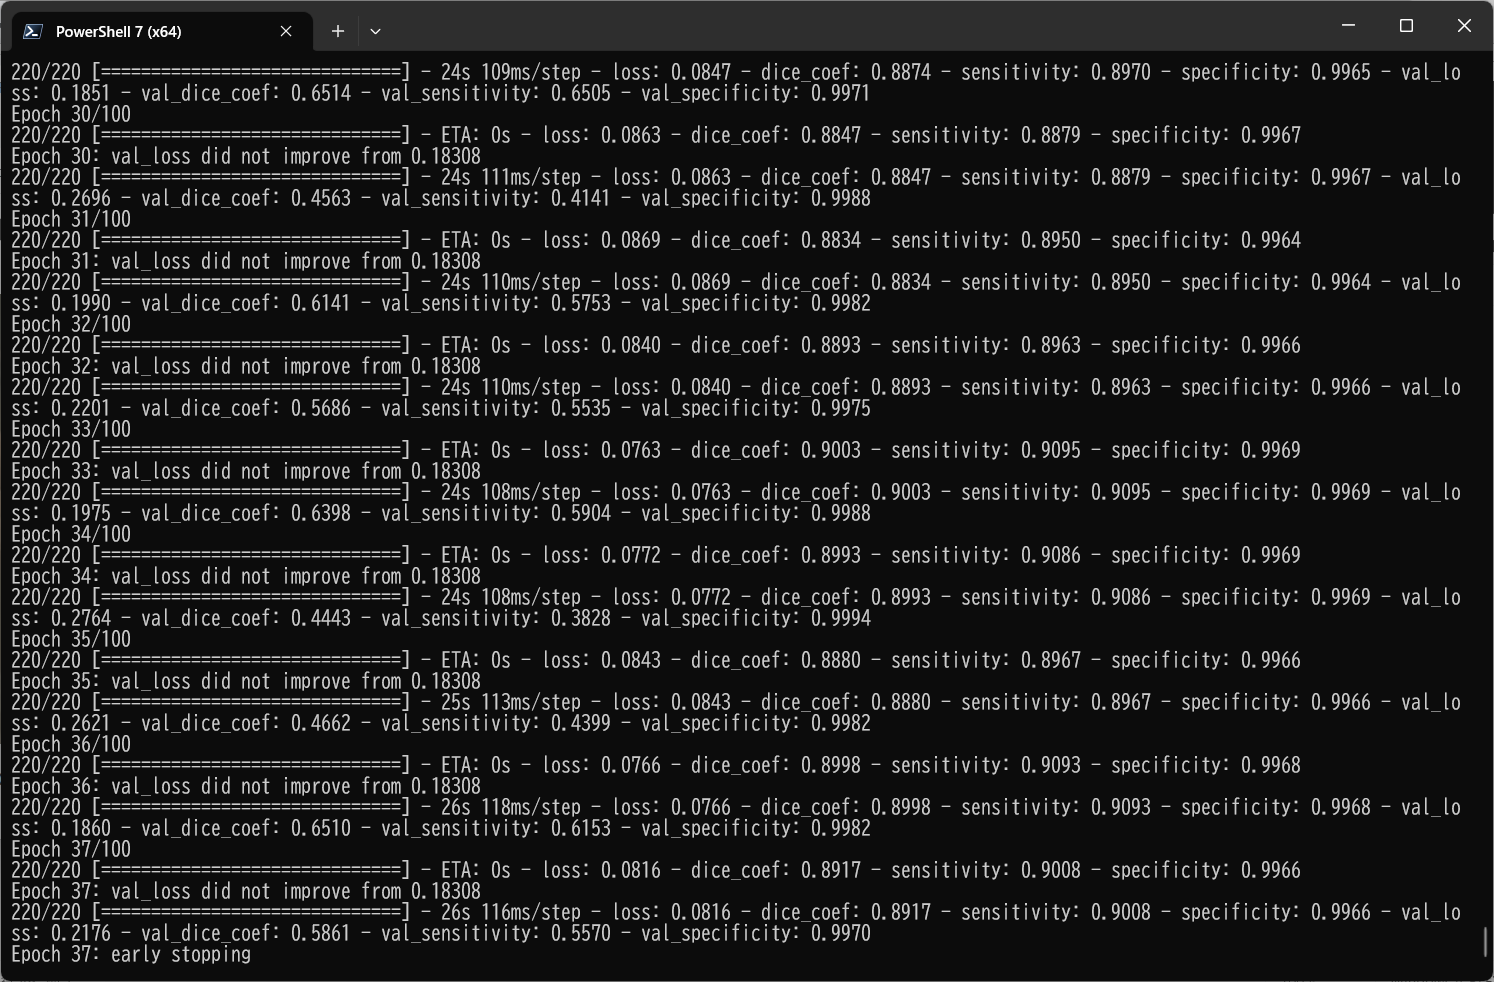 PowerShell 7 (x64)
220/220 [==============================] - 24s 109ms/step - loss: 0.0847 - dice_coef: 0.8874 - sensitivity: 0.8970 - specificity: 0.9965 - val_lo
ss: 0.1851 - val_dice_coef: 0.6514 - val_sensitivity: 0.6505 - val_specificity: 0.9971
Epoch 30/100
220/220 [==============================] - ETA: 0s - loss: 0.0863 - dice_coef: 0.8847 - sensitivity: 0.8879 - specificity: 0.9967
Epoch 30: val_loss did not improve from 0.18308
220/220 [==============================] - 24s 111ms/step - loss: 0.0863 - dice_coef: 0.8847 - sensitivity: 0.8879 - specificity: 0.9967 - val_lo
ss: 0.2696 - val_dice_coef: 0.4563 - val_sensitivity: 0.4141 - val_specificity: 0.9988
Epoch 31/100
220/220 [==============================] - ETA: 0s - loss: 0.0869 - dice_coef: 0.8834 - sensitivity: 0.8950 - specificity: 0.9964
Epoch 31: val_loss did not improve from 0.18308
220/220 [==============================] - 24s 110ms/step - loss: 0.0869 - dice_coef: 0.8834 - sensitivity: 0.8950 - specificity: 0.9964 - val_lo
ss: 0.1990 - val_dice_coef: 0.6141 - val_sensitivity: 0.5753 - val_specificity: 0.9982
Epoch 32/100
220/220 [==============================] - ETA: 0s - loss: 0.0840 - dice_coef: 0.8893 - sensitivity: 0.8963 - specificity: 0.9966
Epoch 32: val_loss did not improve from 0.18308
220/220 [==============================] - 24s 110ms/step - loss: 0.0840 - dice_coef: 0.8893 - sensitivity: 0.8963 - specificity: 0.9966 - val_lo
ss: 0.2201 - val_dice_coef: 0.5686 - val_sensitivity: 0.5535 - val_specificity: 0.9975
Epoch 33/100
220/220 [==============================] - ETA: 0s - loss: 0.0763 - dice_coef: 0.9003 - sensitivity: 0.9095 - specificity: 0.9969
Epoch 33: val_loss did not improve from 0.18308
220/220 [==============================] - 24s 108ms/step - loss: 0.0763 - dice_coef: 0.9003 - sensitivity: 0.9095 - specificity: 0.9969 - val_lo
ss: 0.1975 - val_dice_coef: 0.6398 - val_sensitivity: 0.5904 - val_specificity: 0.9988
Epoch 34/100
220/220 [==============================] - ETA: 0s - loss: 0.0772 - dice_coef: 0.8993 - sensitivity: 0.9086 - specificity: 0.9969
Epoch 34: val_loss did not improve from 0.18308
220/220 [==============================] - 24s 108ms/step - loss: 0.0772 - dice_coef: 0.8993 - sensitivity: 0.9086 - specificity: 0.9969 - val_lo
ss: 0.2764 - val_dice_coef: 0.4443 - val_sensitivity: 0.3828 - val_specificity: 0.9994
Epoch 35/100
220/220 [==============================] - ETA: 0s - loss: 0.0843 - dice_coef: 0.8880 - sensitivity: 0.8967 - specificity: 0.9966
Epoch 35: val_loss did not improve from 0.18308
220/220 [==============================] - 25s 113ms/step - loss: 0.0843 - dice_coef: 0.8880 - sensitivity: 0.8967 - specificity: 0.9966 - val_lo
ss: 0.2621 - val_dice_coef: 0.4662 - val_sensitivity: 0.4399 - val_specificity: 0.9982
Epoch 36/100
220/220 [==============================] - ETA: 0s - loss: 0.0766 - dice_coef: 0.8998 - sensitivity: 0.9093 - specificity: 0.9968
Epoch 36: val_loss did not improve from 0.18308
220/220 [==============================] - 26s 118ms/step - loss: 0.0766 - dice_coef: 0.8998 - sensitivity: 0.9093 - specificity: 0.9968 - val_lo
ss: 0.1860 - val_dice_coef: 0.6510 - val_sensitivity: 0.6153 - val_specificity: 0.9982
Epoch 37/100
220/220 [==============================] - ETA: 0s - loss: 0.0816 - dice_coef: 0.8917 - sensitivity: 0.9008 - specificity: 0.9966
Epoch 37: val_loss did not improve from 0.18308
220/220 [==============================] - 26s 116ms/step - loss: 0.0816 - dice_coef: 0.8917 - sensitivity: 0.9008 - specificity: 0.9966 - val_lo
ss: 0.2176 - val_dice_coef: 0.5861 - val_sensitivity: 0.5570 - val_specificity: 0.9970
Epoch 37: early stopping